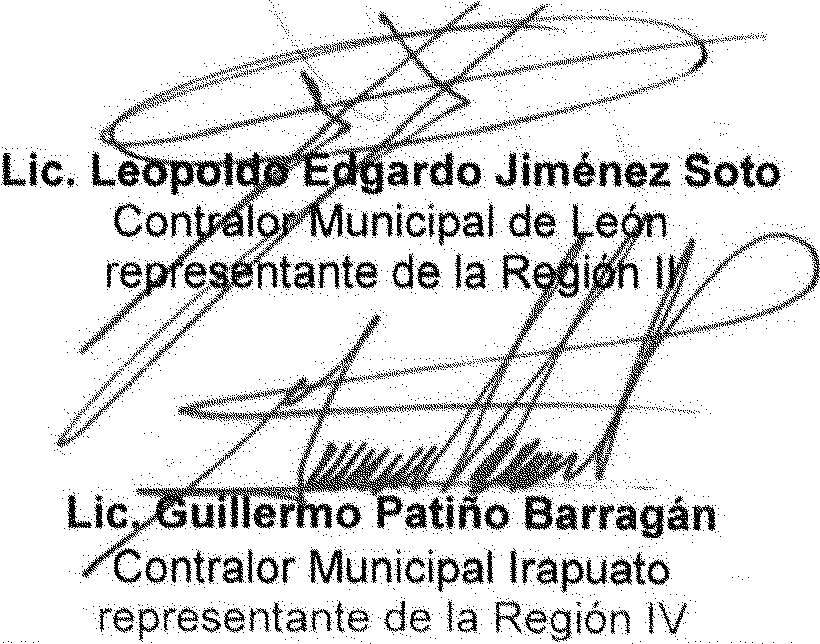 Lic. Leopoldo Edgardo Jiménez Soto
Contralor Municipal de León
representante de la Región II
Lic. Guillermo Patiño Barragán
Contralor Municipal Irapuato
representante de la Región IV